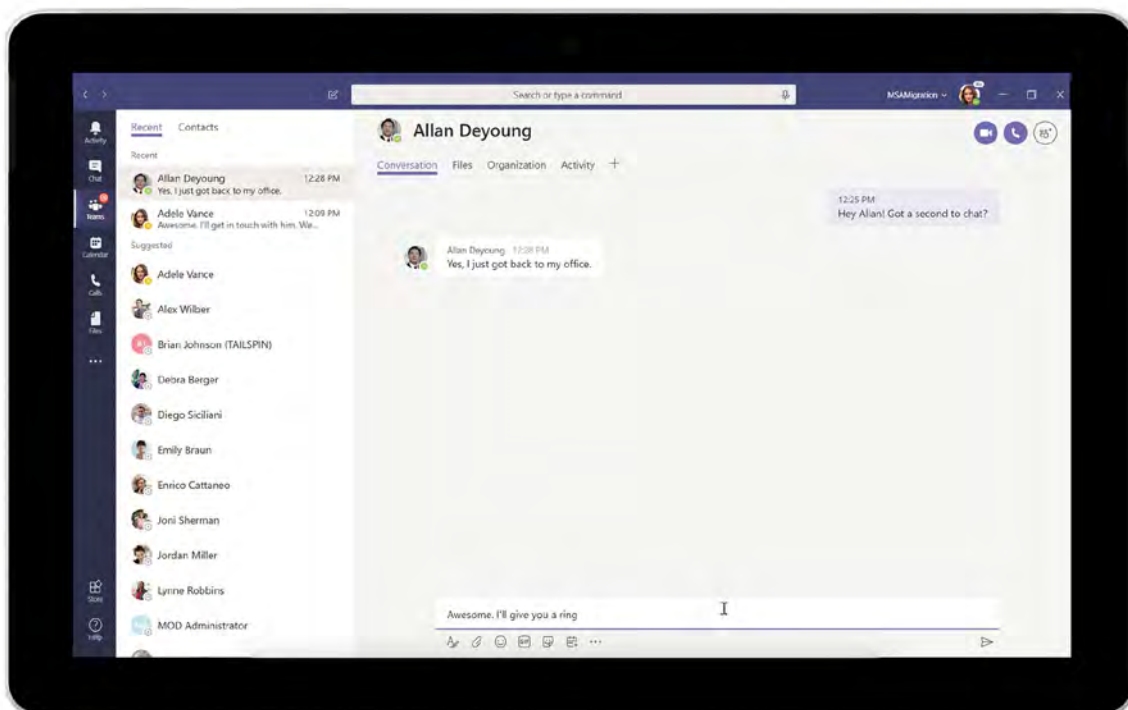 Search or type a command
MSAMigration
Activity
Chat
Teams
Calendar
Calls
Files
Store
Help
Recent Contacts
Recent
Allan Deyoung 12:28 PM
Yes, I just got back to my office.
Adele Vance 12:09 PM
Awesome. I'll get in touch with him. We...
Suggested
Adele Vance
Alex Wilber
Brian Johnson (TAILSPIN)
Debra Berger
Diego Siciliani
Emily Braun
Enrico Cattaneo
Joni Sherman
Jordan Miller
Lynne Robbins
MOD Administrator
Allan Deyoung
Conversation Files Organization Activity
12:25 PM
Hey Allan! Got a second to chat?
Allan Deyoung 12:28 PM
Yes, I just got back to my office.
Awesome. I'll give you a ring
GIF